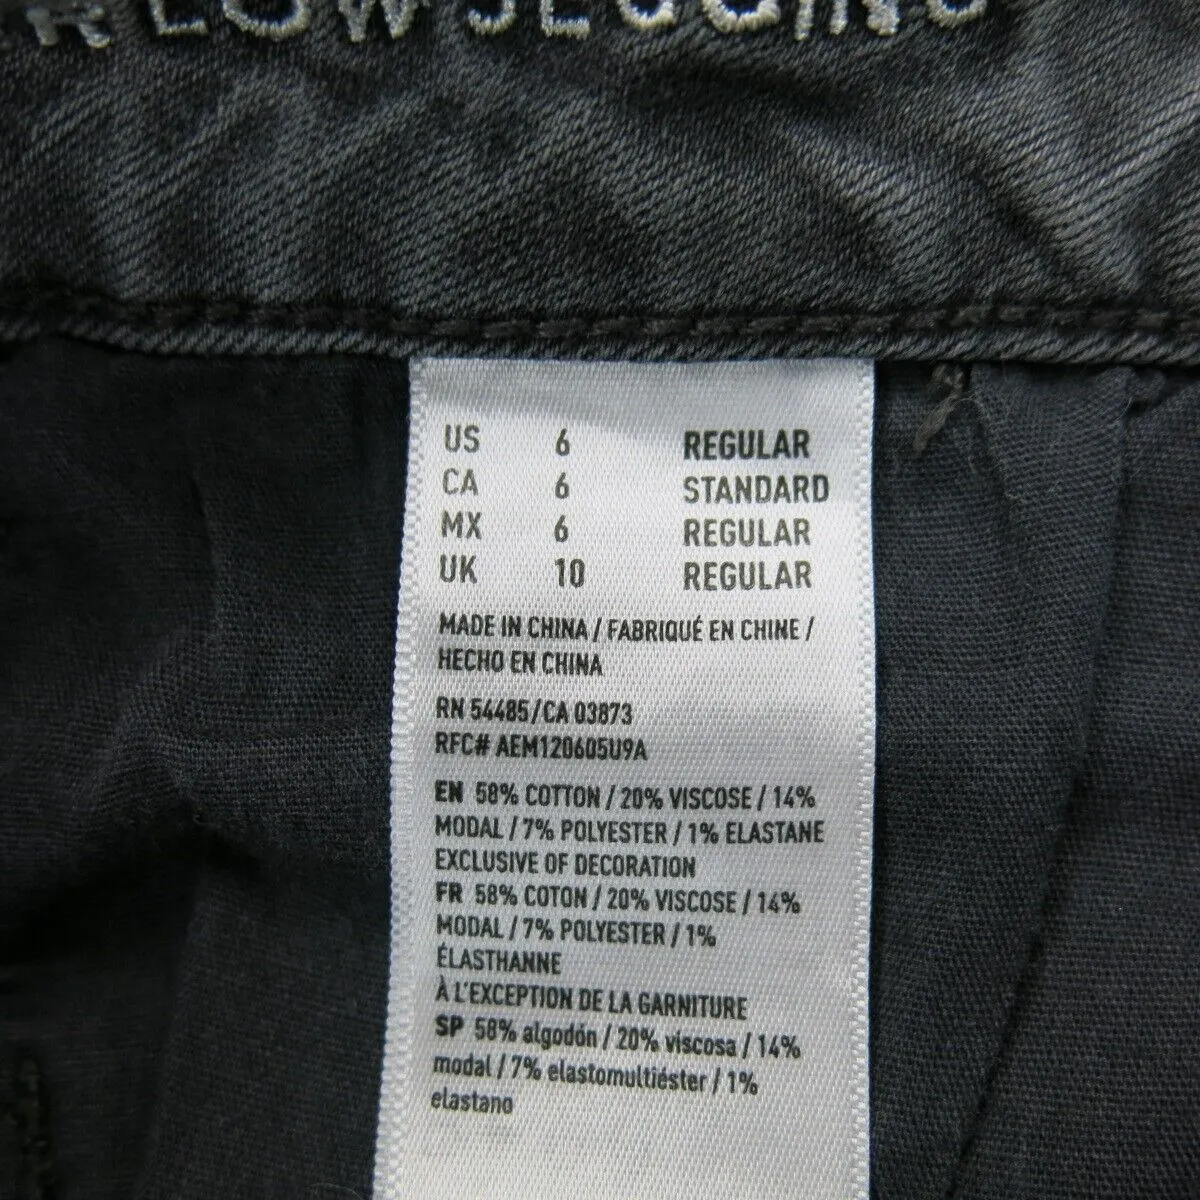 R LOW JEGGING
US 6 REGULAR
CA 6 STANDARD
MX 6 REGULAR
UK 10 REGULAR
MADE IN CHINA / FABRIQUÉ EN CHINE /
HECHO EN CHINA
RN 54485/CA 03873
RFC# AEM120605U9A
EN 58% COTTON / 20% VISCOSE / 14%
MODAL / 7% POLYESTER / 1% ELASTANE
EXCLUSIVE OF DECORATION
FR 58% COTON / 20% VISCOSE / 14%
MODAL / 7% POLYESTER / 1%
ÉLASTHANNE
À L'EXCEPTION DE LA GARNITURE
SP 58% algodón / 20% viscosa / 14%
modal / 7% elastomultiéster / 1%
elastano